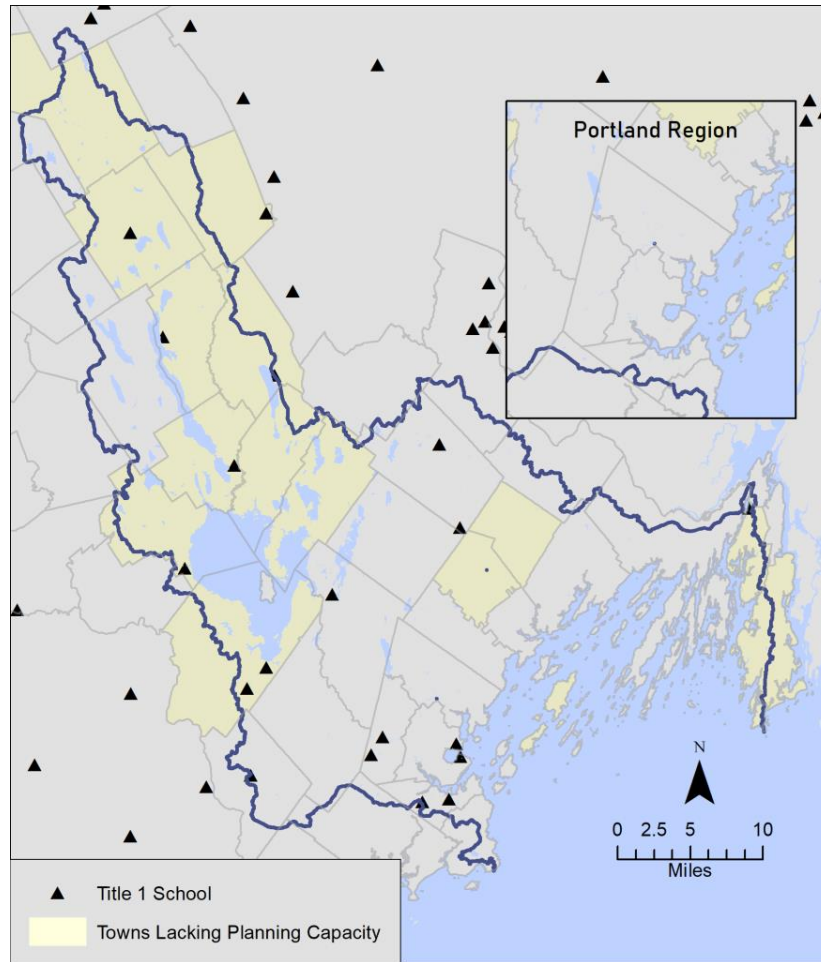 Portland Region
N
0 2.5 5 10
Miles
Title 1 School
Towns Lacking Planning Capacity